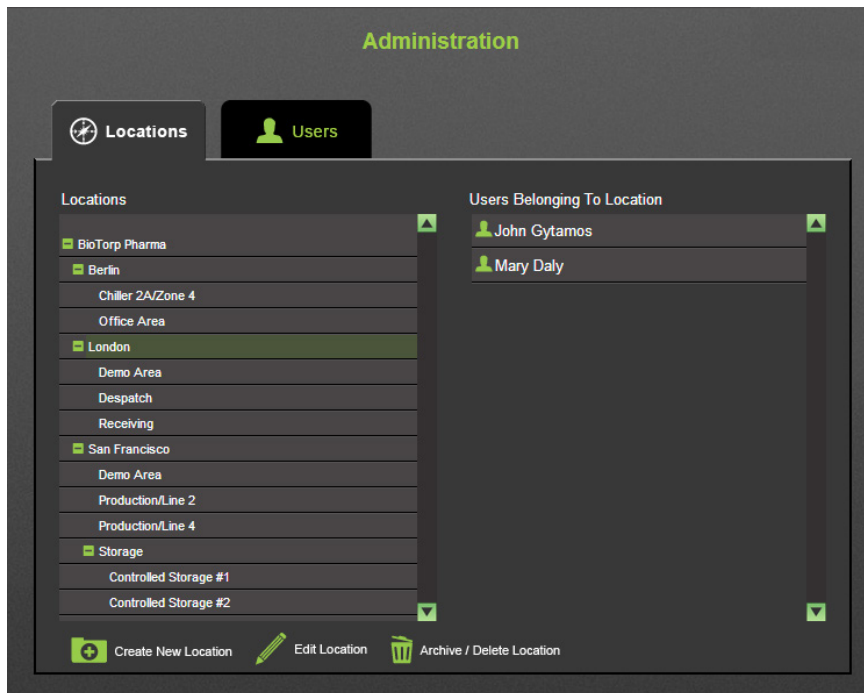 Administration
Locations
Users
Locations
BioTorp Pharma
Berlin
Chiller 2A/Zone 4
Office Area
London
Demo Area
Despatch
Receiving
San Francisco
Demo Area
Production/Line 2
Production/Line 4
Storage
Controlled Storage #1
Controlled Storage #2
Users Belonging To Location
John Gytamos
Mary Daly
Create New Location
Edit Location
Archive / Delete Location